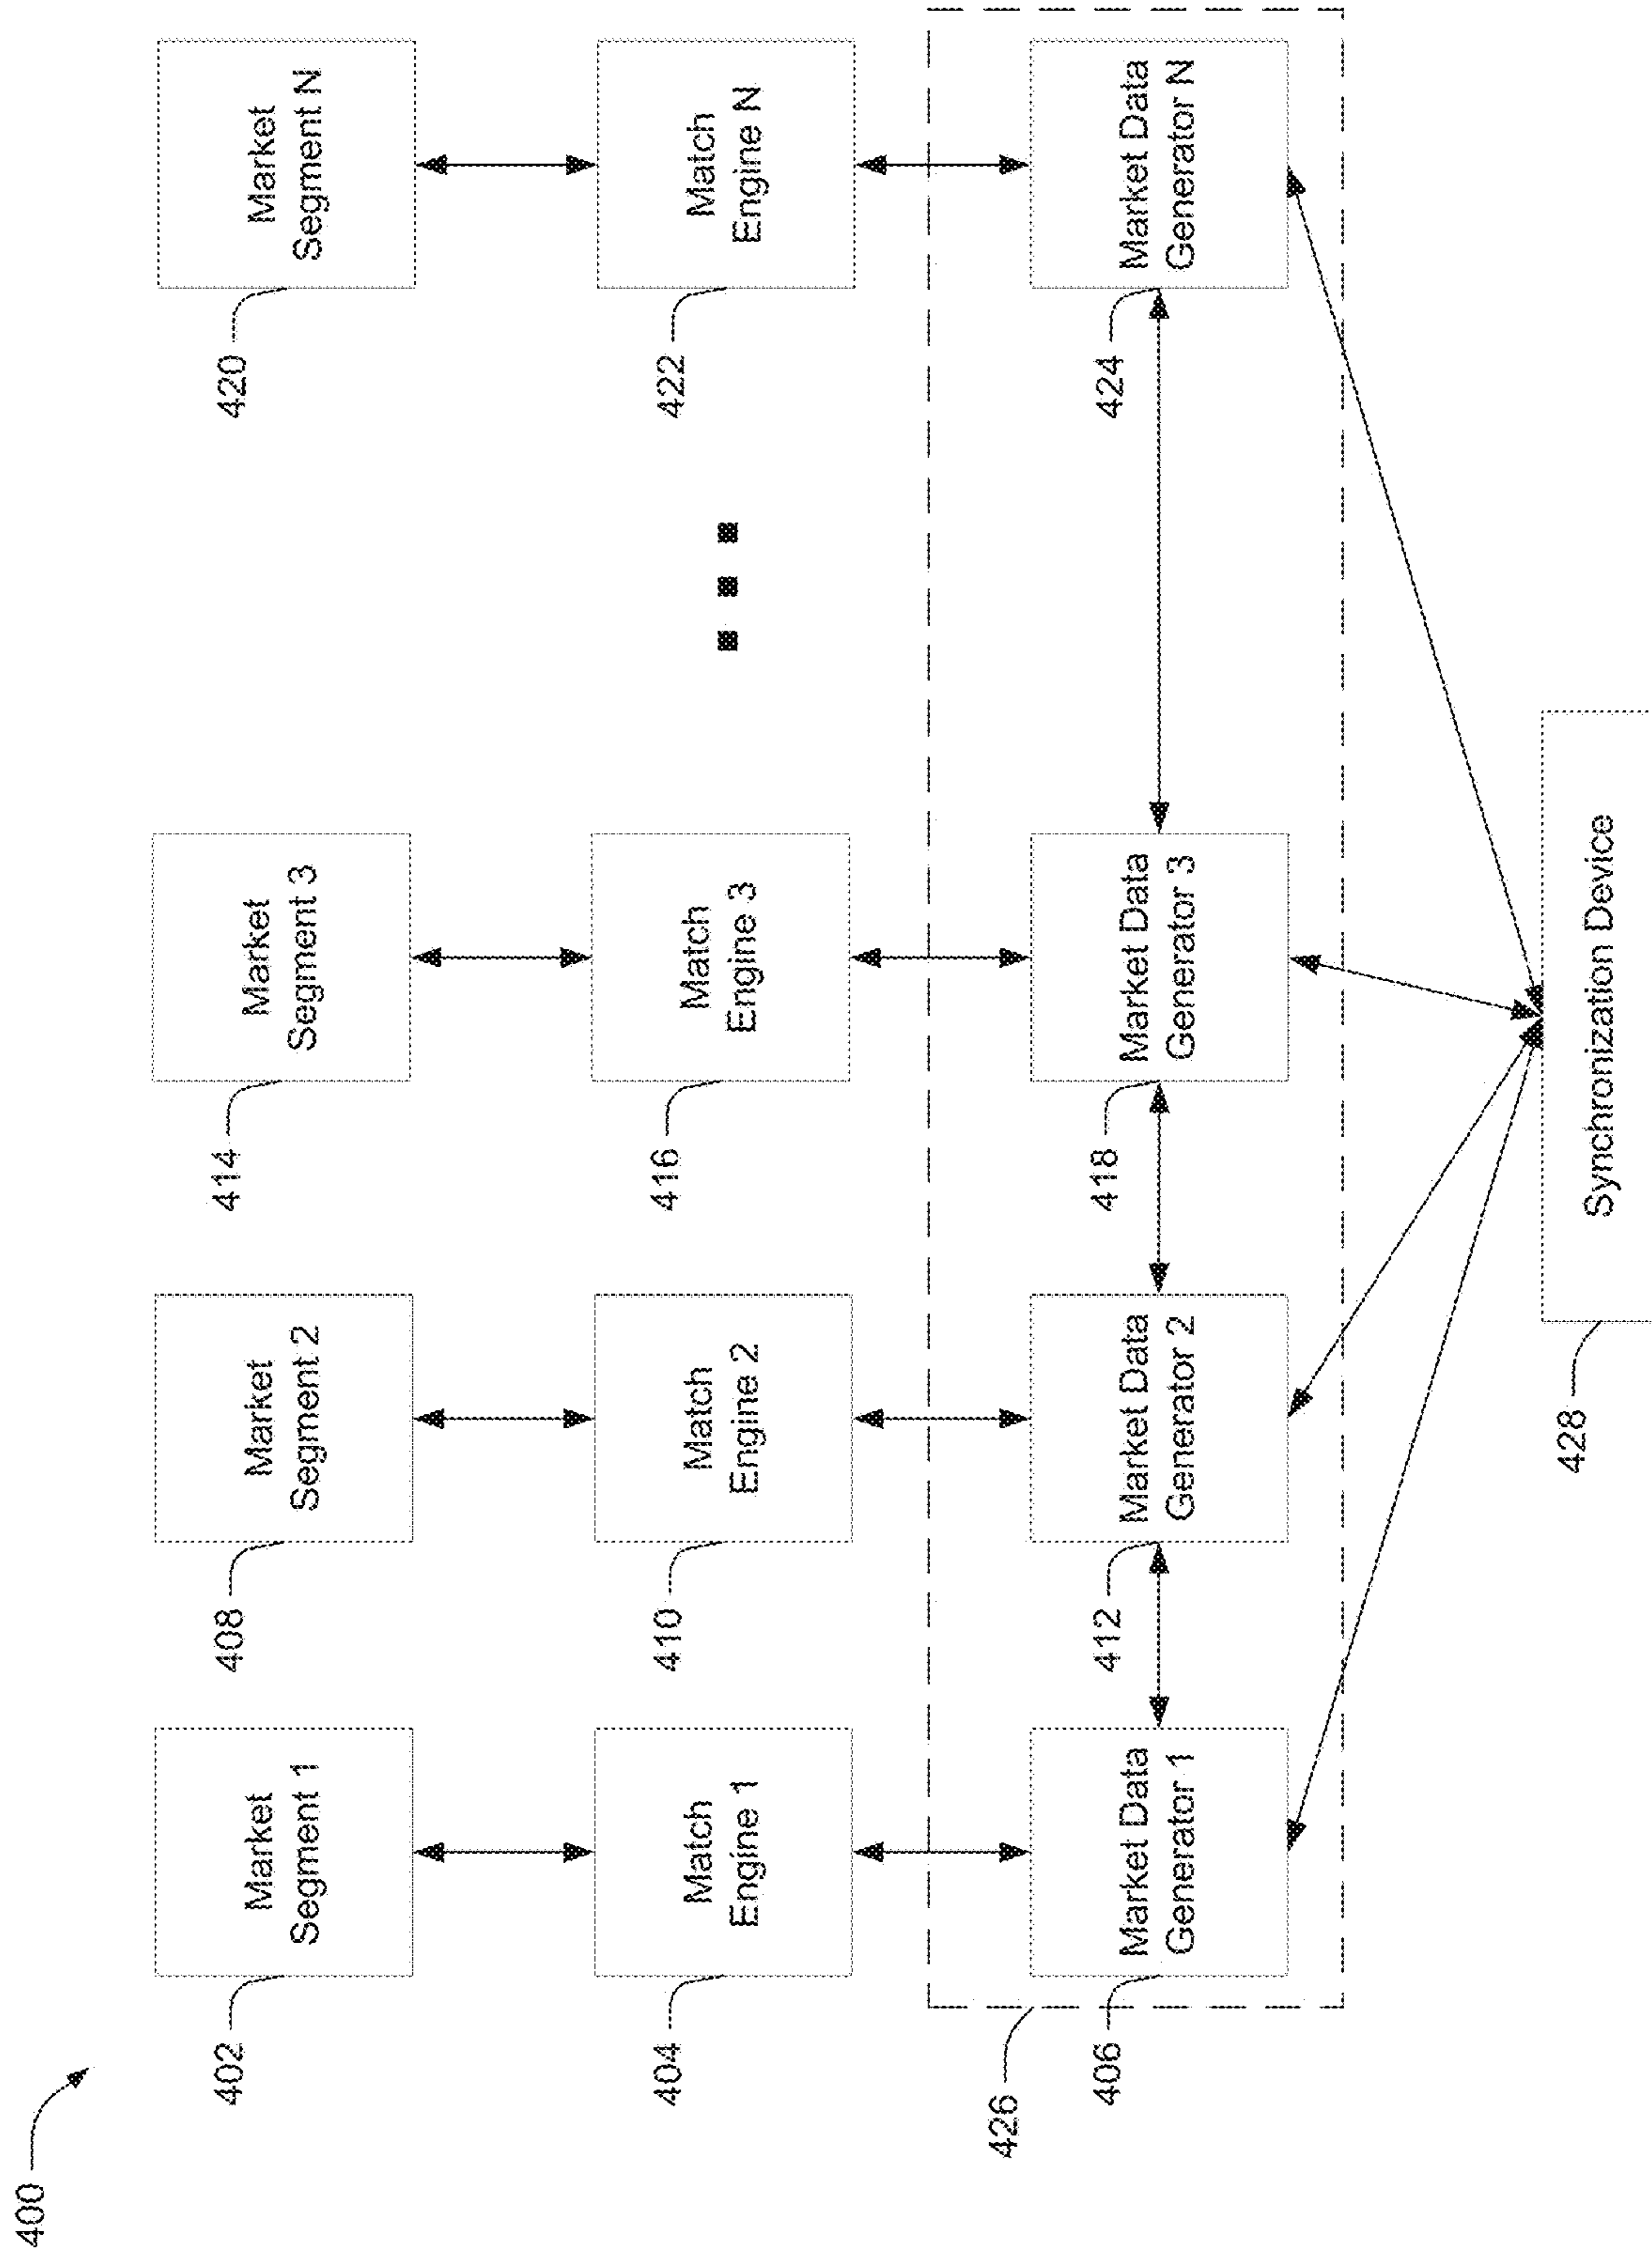 400
402
Market
Segment 1
408
Market
Segment 2
414
Market
Segment 3
420
Market
Segment N
404
Match
Engine 1
410
Match
Engine 2
416
Match
Engine 3
422
Match
Engine N
426
406
Market Data
Generator 1
412
Market Data
Generator 2
418
Market Data
Generator 3
424
Market Data
Generator N
428
Synchronization Device